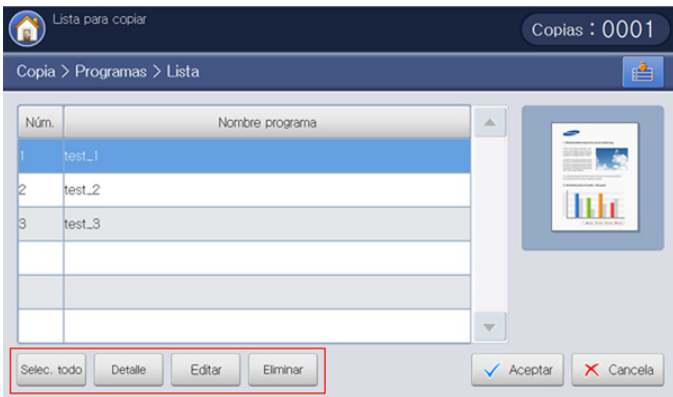 Lista para copiar
Copias : 0001
Copia > Programas > Lista
Núm. Nombre programa
1 test_1
2 test_2
3 test_3
Selec. todo Detalle Editar Eliminar Aceptar Cancela